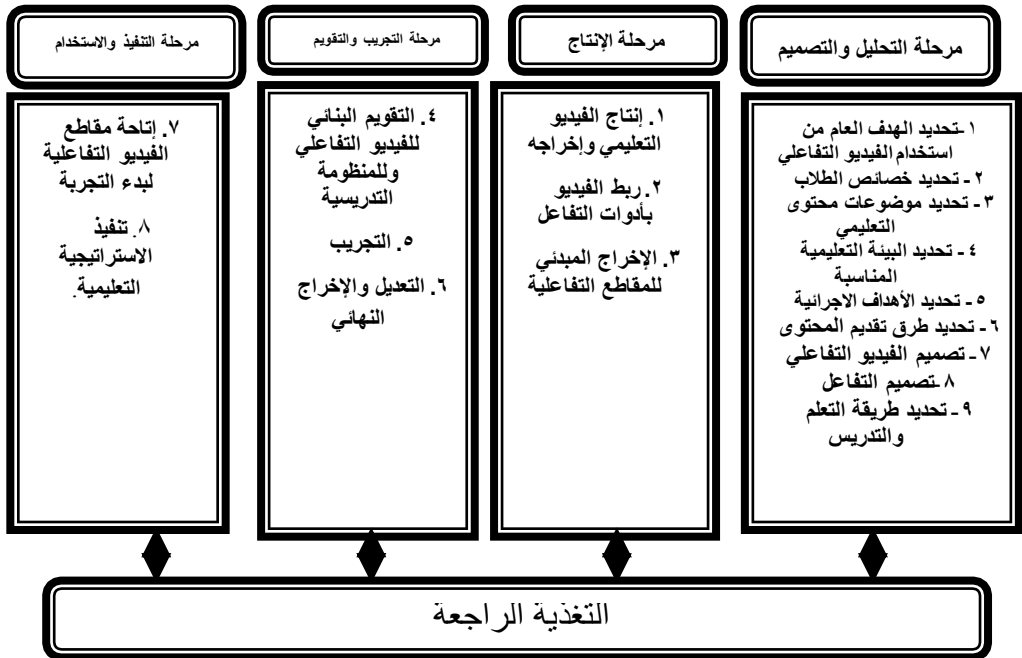 مرحلة التحليل والتصميم
١-تحديد الهدف العام من
استخدام الفيديو التفاعلي
٢- تحديد خصائص الطلاب
٣- تحديد موضوعات محتوى
التعليمي
٤- تحديد البيئة التعليمية
المناسبة
٥- تحديد الأهداف الاجرائية
٦- تحديد طرق تقديم المحتوى
٧- تصميم الفيديو التفاعلي
٨-تصميم التفاعل
٩- تحديد طريقة التعلم
والتدريس
مرحلة الإنتاج
١. إنتاج الفيديو
التعليمي وإخراجه
٢. ربط الفيديو
بأدوات التفاعل
٣. الإخراج المبدئي
للمقاطع التفاعلية
مرحلة التجريب والتقويم
٤. التقويم البنائي
للفيديو التفاعلي
وللمنظومة
التدريسية
٥. التجريب
٦. التعديل والإخراج
النهائي
مرحلة التنفيذ والاستخدام
٧. إتاحة مقاطع
الفيديو التفاعلية
لبدء التجربة
٨. تنفيذ
الاستراتيجية
التعليمية.
التغذية الراجعة